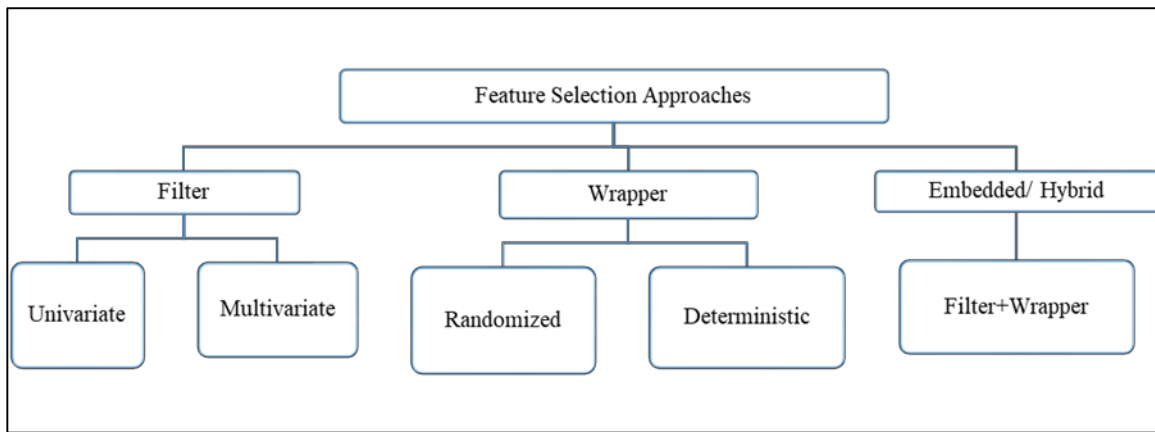 Feature Selection Approaches
Filter
Wrapper
Embedded/ Hybrid
Univariate
Multivariate
Randomized
Deterministic
Filter+Wrapper